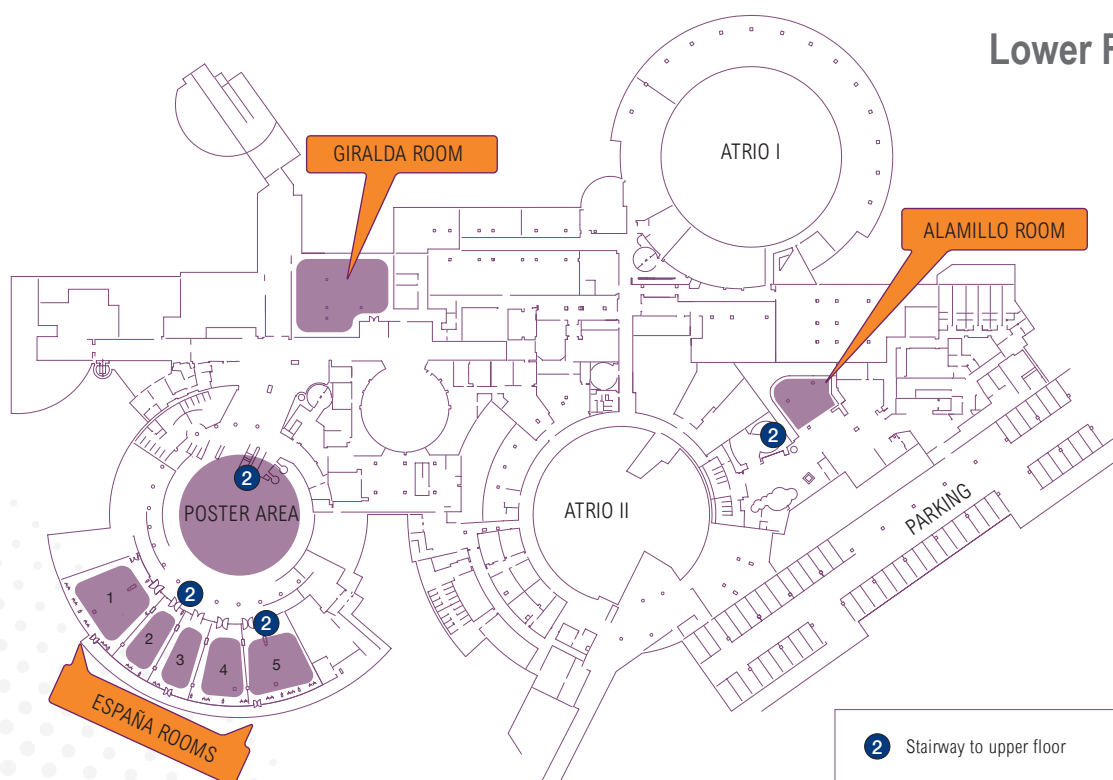 Lower F
GIRALDA ROOM
ATRIO I
ALAMILLO ROOM
2
2
POSTER AREA
ATRIO II
PARKING
2
2
1
2
3
4
5
ESPAÑA ROOMS
2 Stairway to upper floor